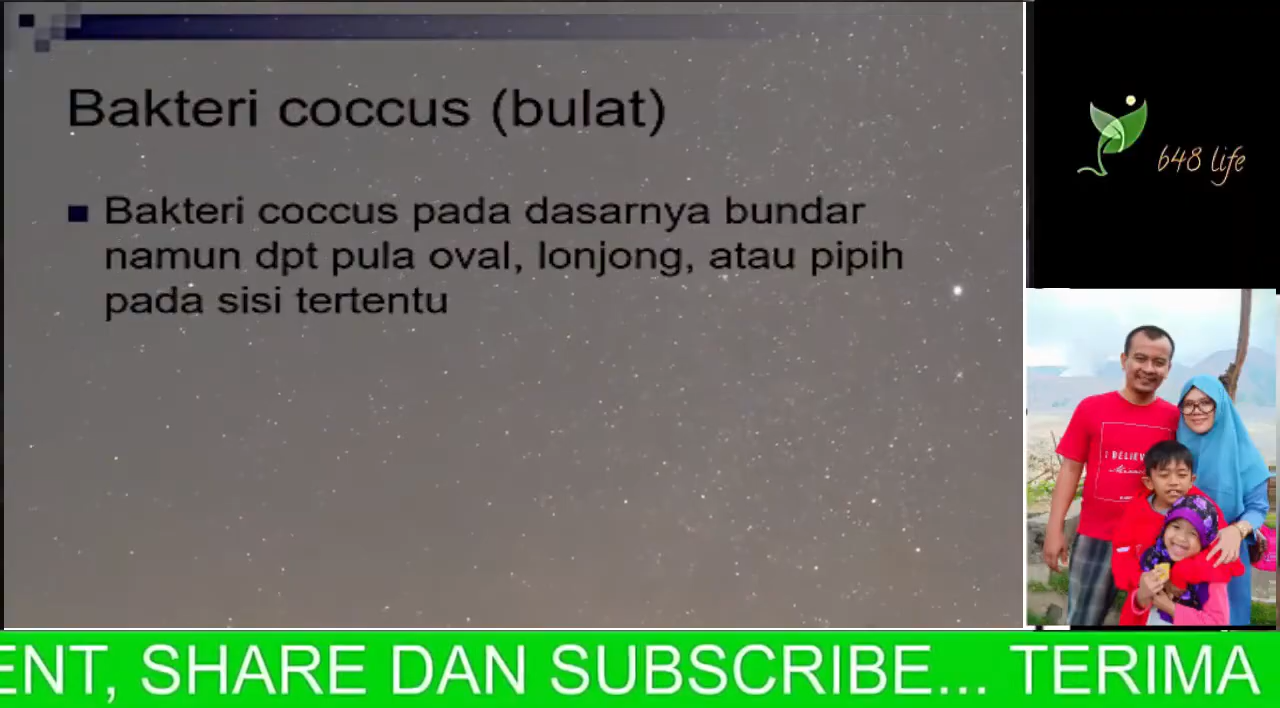 Bakteri coccus (bulat)
Bakteri coccus pada dasarnya bundar
namun dpt pula oval, lonjong, atau pipih
pada sisi tertentu
648 life
I BELIEV
ENT, SHARE DAN SUBSCRIBE... TERIMA